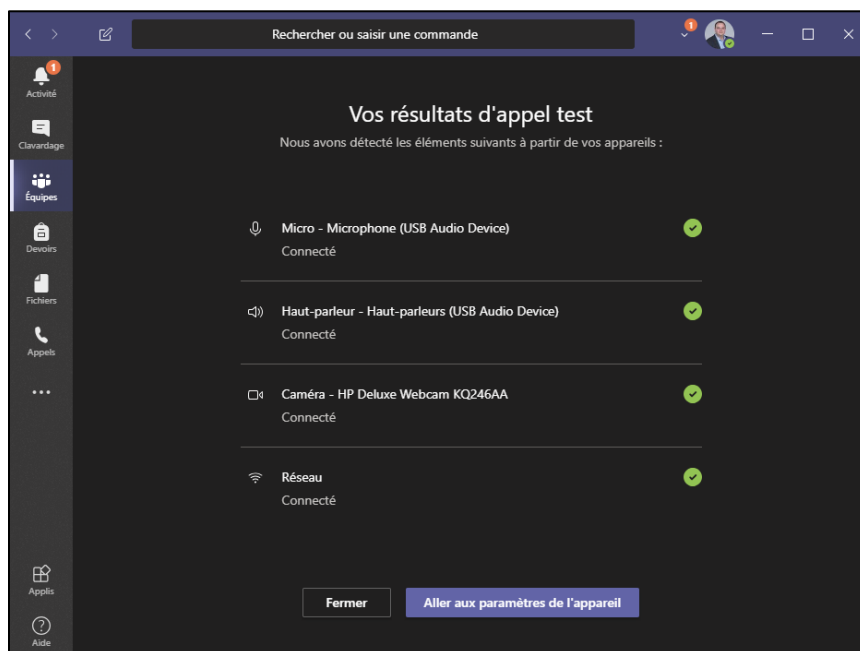 Rechercher ou saisir une commande
1
1
Activité
Clavardage
Équipes
Devoirs
Fichiers
Appels
Applis
Aide
Vos résultats d'appel test
Nous avons détecté les éléments suivants à partir de vos appareils :
Micro - Microphone (USB Audio Device)
Connecté
Haut-parleur - Haut-parleurs (USB Audio Device)
Connecté
Caméra - HP Deluxe Webcam KQ246AA
Connecté
Réseau
Connecté
Fermer
Aller aux paramètres de l'appareil